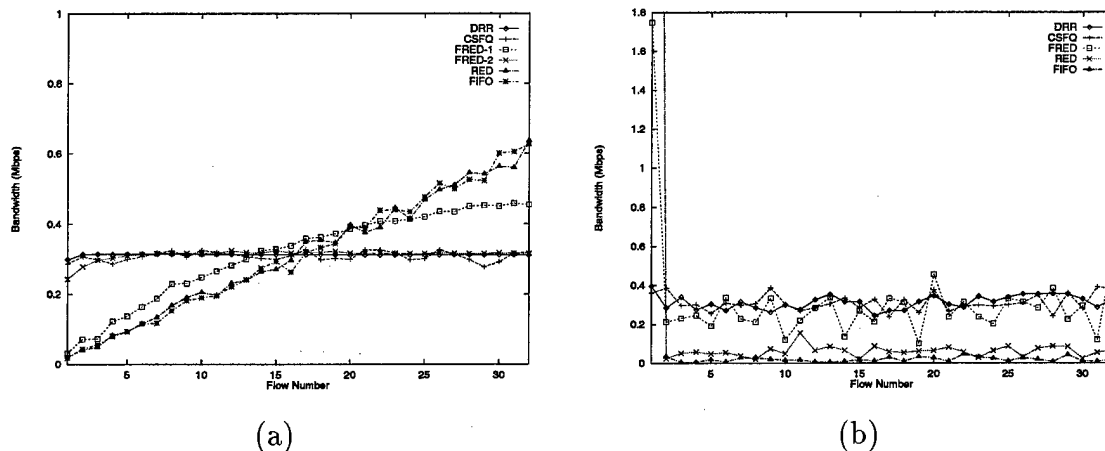 1
0.8
0.6
0.4
0.2
0
Bandwidth (Mbps)
5 10 15 20 25 30
Flow Number
DRR
CSFQ
FRED-1
FRED-2
RED
FIFO
(a)
1.8
1.6
1.4
1.2
1
0.8
0.6
0.4
0.2
0
Bandwidth (Mbps)
5 10 15 20 25 30
Flow Number
DRR
CSFQ
FRED
RED
FIFO
(b)